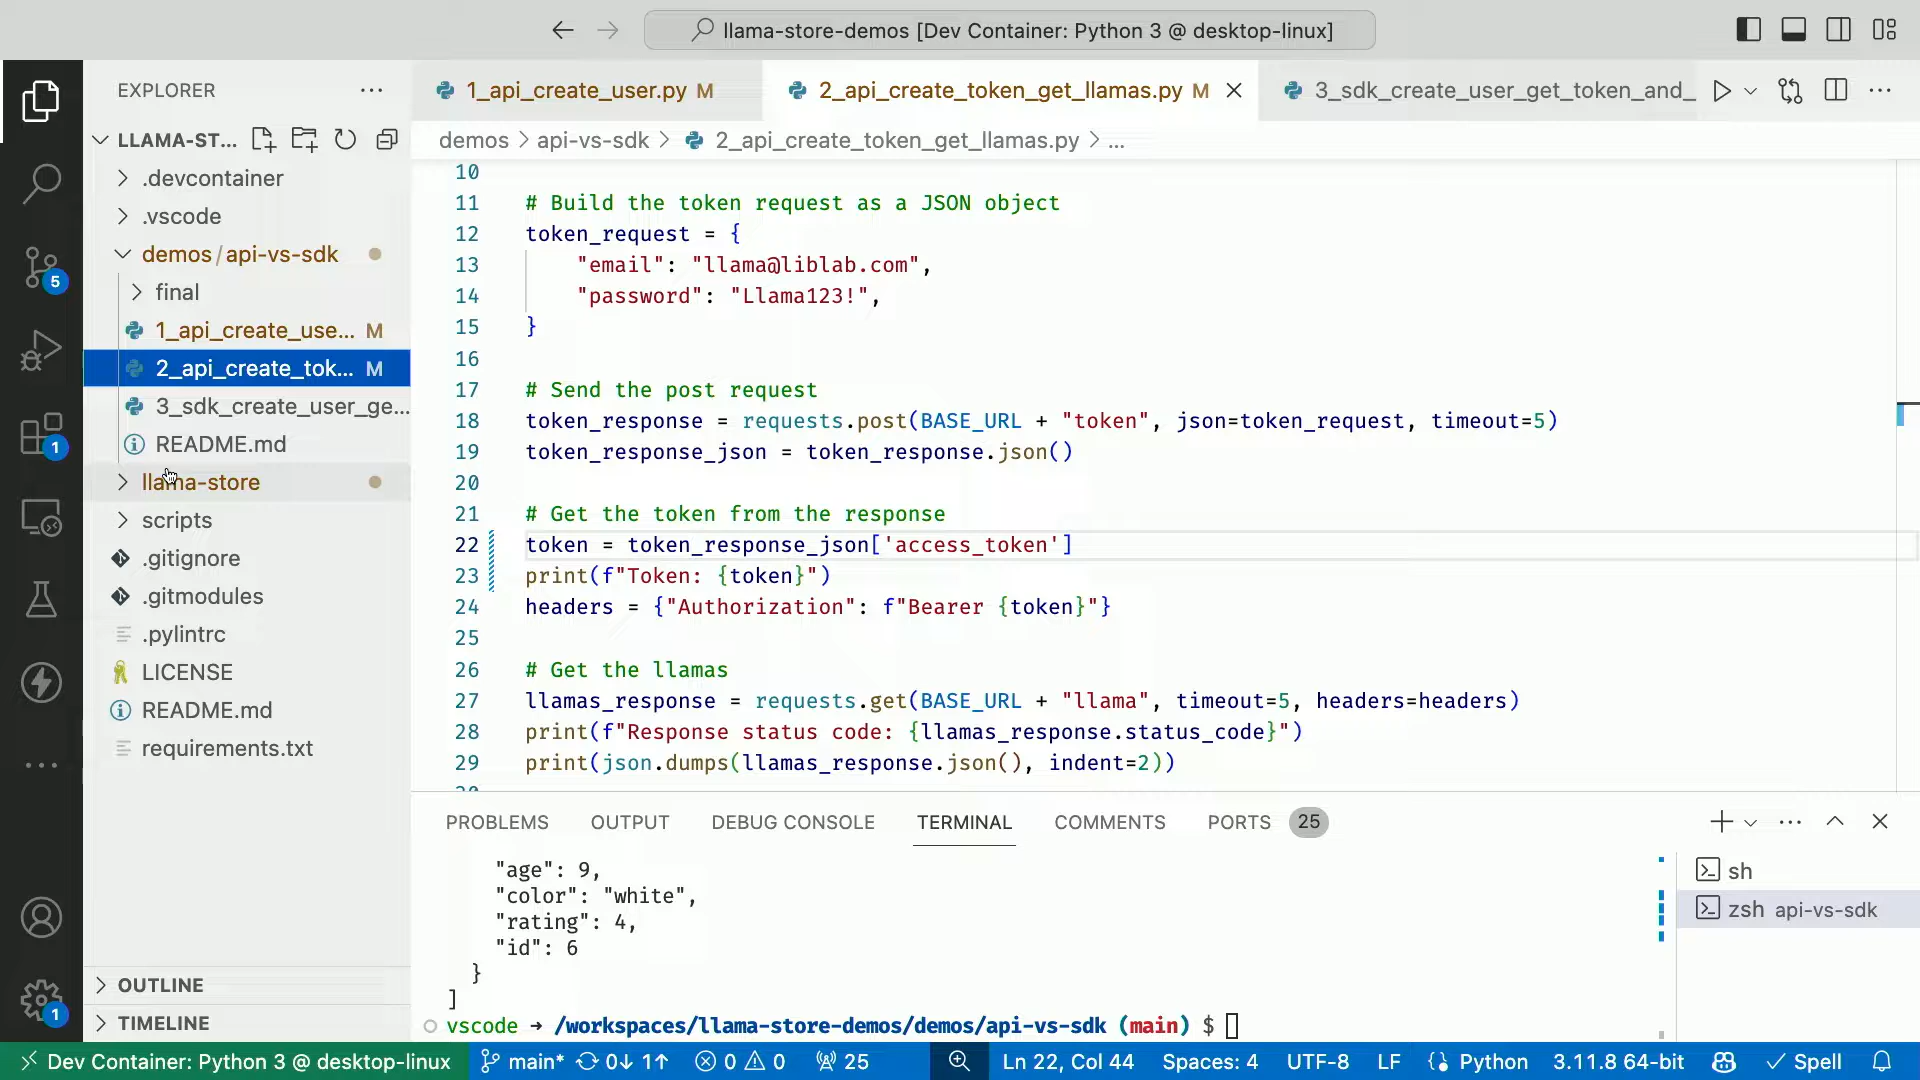 llama-store-demos [Dev Container: Python 3 @ desktop-linux]
EXPLORER
1_api_create_user.py M
2_api_create_token_get_llamas.py M
3_sdk_create_user_get_token_and_
LLAMA-ST...
demos > api-vs-sdk > 2_api_create_token_get_llamas.py > ...
.devcontainer
.vscode
demos/api-vs-sdk
final
1_api_create_use... M
2_api_create_tok... M
3_sdk_create_user_ge...
README.md
llama-store
scripts
.gitignore
.gitmodules
.pylintrc
LICENSE
README.md
requirements.txt
OUTLINE
TIMELINE
5
1
1
10
11 # Build the token request as a JSON object
12 token_request = {
13 "email": "llama@liblab.com",
14 "password": "Llama123!",
15 }
16
17 # Send the post request
18 token_response = requests.post(BASE_URL + "token", json=token_request, timeout=5)
19 token_response_json = token_response.json()
20
21 # Get the token from the response
22 token = token_response_json['access_token']
23 print(f"Token: {token}")
24 headers = {"Authorization": f"Bearer {token}"}
25
26 # Get the llamas
27 llamas_response = requests.get(BASE_URL + "llama", timeout=5, headers=headers)
28 print(f"Response status code: {llamas_response.status_code}")
29 print(json.dumps(llamas_response.json(), indent=2))
PROBLEMS OUTPUT DEBUG CONSOLE TERMINAL COMMENTS PORTS 25
"age": 9,
"color": "white",
"rating": 4,
"id": 6
}
]
vscode → /workspaces/llama-store-demos/demos/api-vs-sdk (main) $
sh
zsh api-vs-sdk
Dev Container: Python 3 @ desktop-linux main* 0↓ 1↑ 0 0 25 Ln 22, Col 44 Spaces: 4 UTF-8 LF {} Python 3.11.8 64-bit Spell